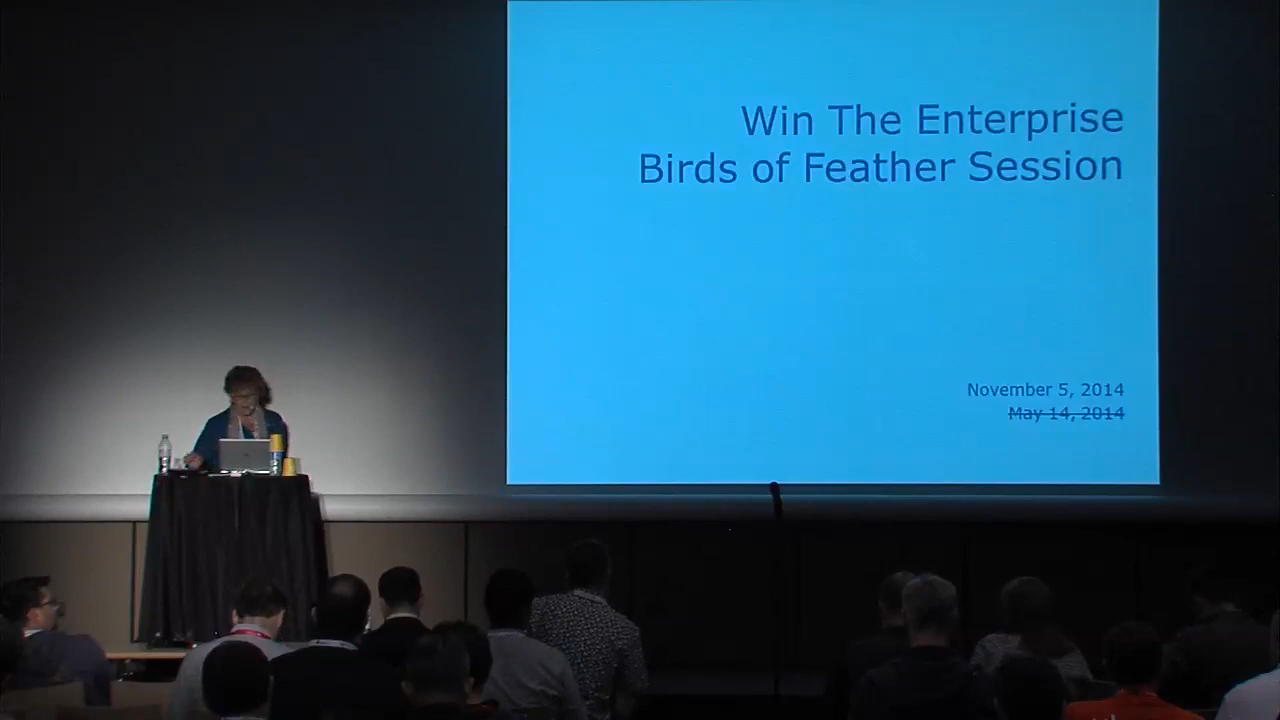 Win The Enterprise
Birds of Feather Session
November 5, 2014
May 14, 2014